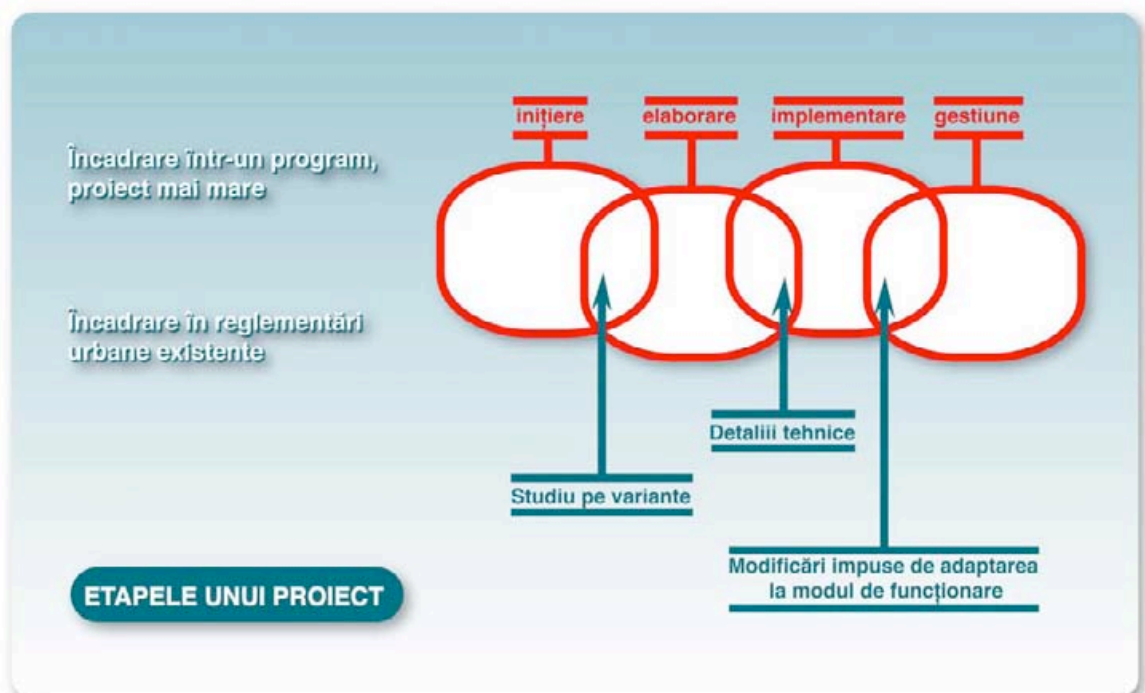 inițiere
elaborare
implementare
gestiune
Încadrare într-un program,
proiect mai mare
Încadrare în reglementări
urbane existente
Detaliii tehnice
Studiu pe variante
Modificări impuse de adaptarea
la modul de funcționare
ETAPELE UNUI PROIECT